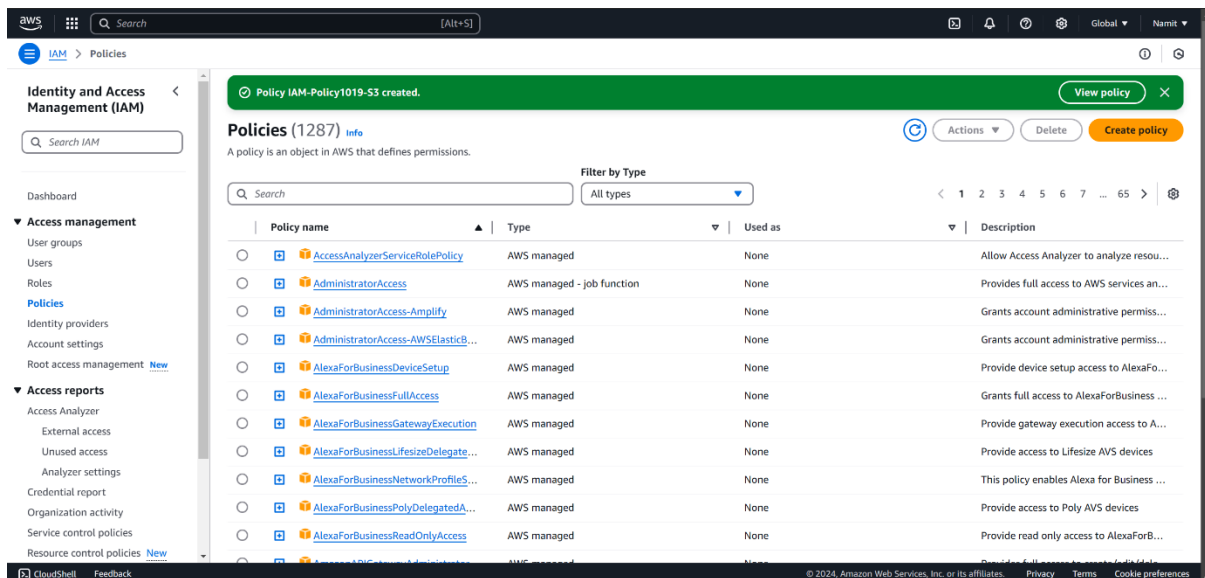 aws
Search [Alt+S] Global Namit
IAM > Policies
Identity and Access Management (IAM)
Search IAM
Dashboard
Access management
User groups
Users
Roles
Policies
Identity providers
Account settings
Root access management New
Access reports
Access Analyzer
External access
Unused access
Analyzer settings
Credential report
Organization activity
Service control policies
Resource control policies New
Policy IAM-Policy1019-S3 created. View policy
Policies (1287) Info Actions Delete Create policy
A policy is an object in AWS that defines permissions.
Filter by Type
Search All types < 1 2 3 4 5 6 7 ... 65 >
Policy name Type Used as Description
AccessAnalyzerServiceRolePolicy AWS managed None Allow Access Analyzer to analyze resou...
AdministratorAccess AWS managed - job function None Provides full access to AWS services an...
AdministratorAccess-Amplify AWS managed None Grants account administrative permiss...
AdministratorAccess-AWSElasticB... AWS managed None Grants account administrative permiss...
AlexaForBusinessDeviceSetup AWS managed None Provide device setup access to AlexaFo...
AlexaForBusinessFullAccess AWS managed None Grants full access to AlexaForBusiness ...
AlexaForBusinessGatewayExecution AWS managed None Provide gateway execution access to A...
AlexaForBusinessLifesizeDelegate... AWS managed None Provide access to Lifesize AVS devices
AlexaForBusinessNetworkProfileS... AWS managed None This policy enables Alexa for Business ...
AlexaForBusinessPolyDelegatedA... AWS managed None Provide access to Poly AVS devices
AlexaForBusinessReadOnlyAccess AWS managed None Provide read only access to AlexaForB...
CloudShell Feedback © 2024, Amazon Web Services, Inc. or its affiliates. Privacy Terms Cookie preferences